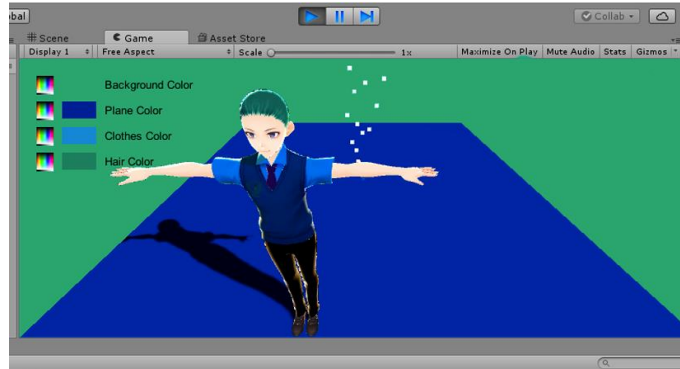 bal
Collab
Scene Game Asset Store
Display 1 Free Aspect Scale 1x Maximize On Play Mute Audio Stats Gizmos
Background Color
Plane Color
Clothes Color
Hair Color